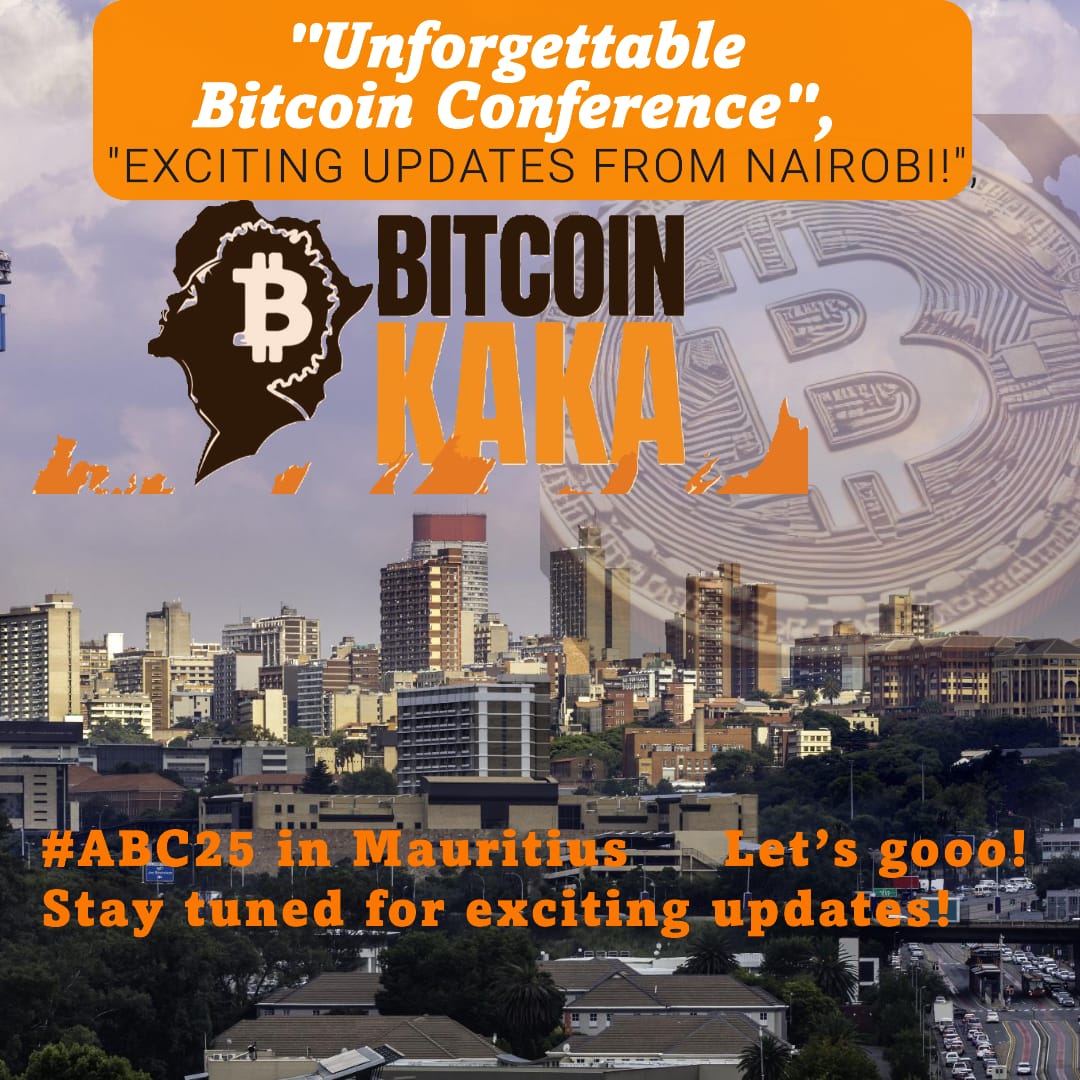 "Unforgettable
Bitcoin Conference",
"EXCITING UPDATES FROM NAIROBI!",
BITCOIN
KAKA
#ABC25 in Mauritius Let’s gooo!
Stay tuned for exciting updates!